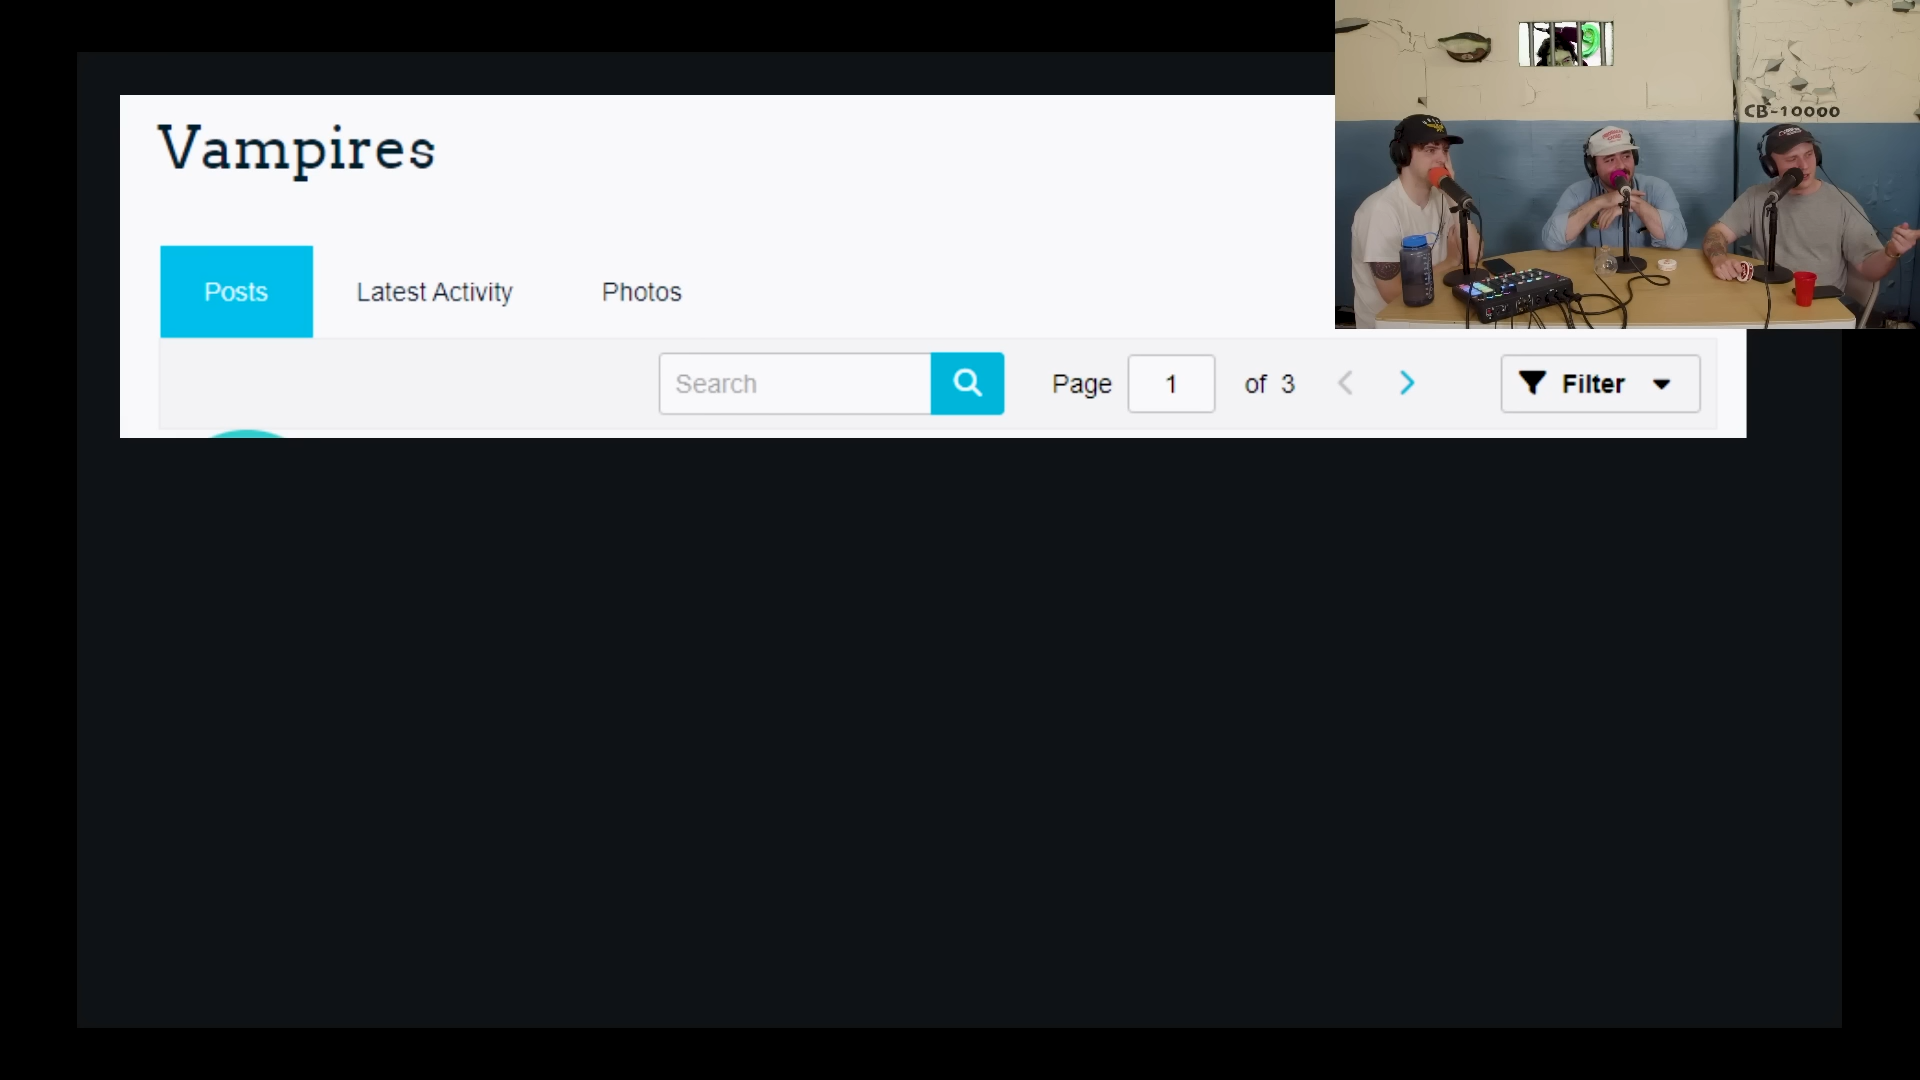 Vampires
CB-10000
Posts
Latest Activity
Photos
Search
Page 1 of 3
Filter